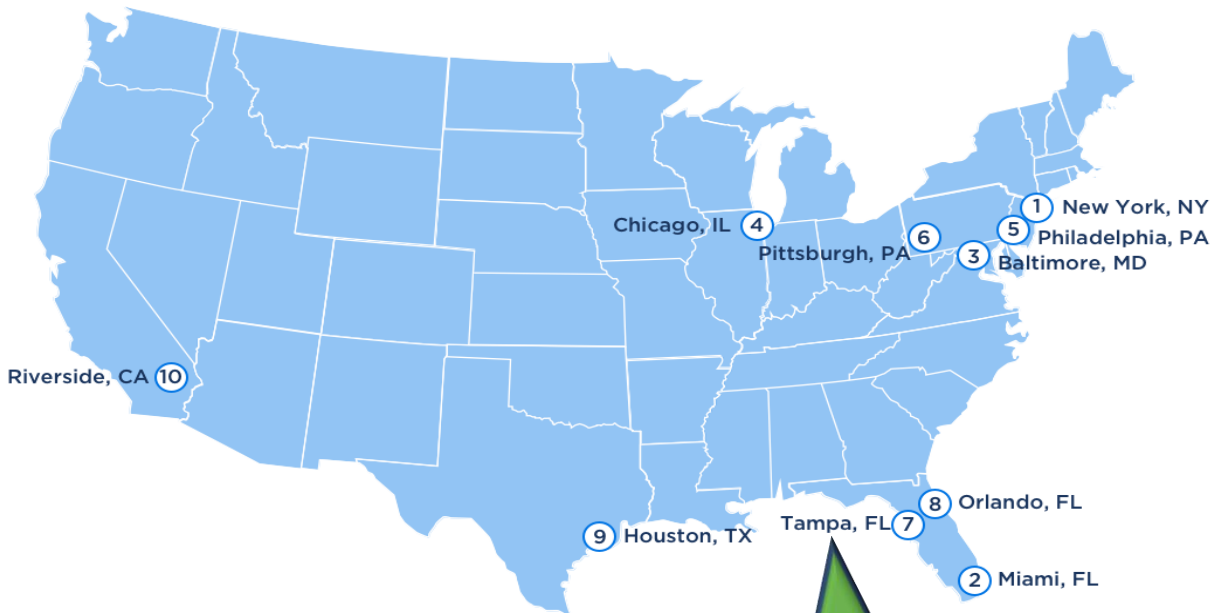 1 New York, NY
Chicago, IL 4
5 Philadelphia, PA
Pittsburgh, PA 6
3 Baltimore, MD
Riverside, CA 10
8 Orlando, FL
Tampa, FL 7
9 Houston, TX
2 Miami, FL